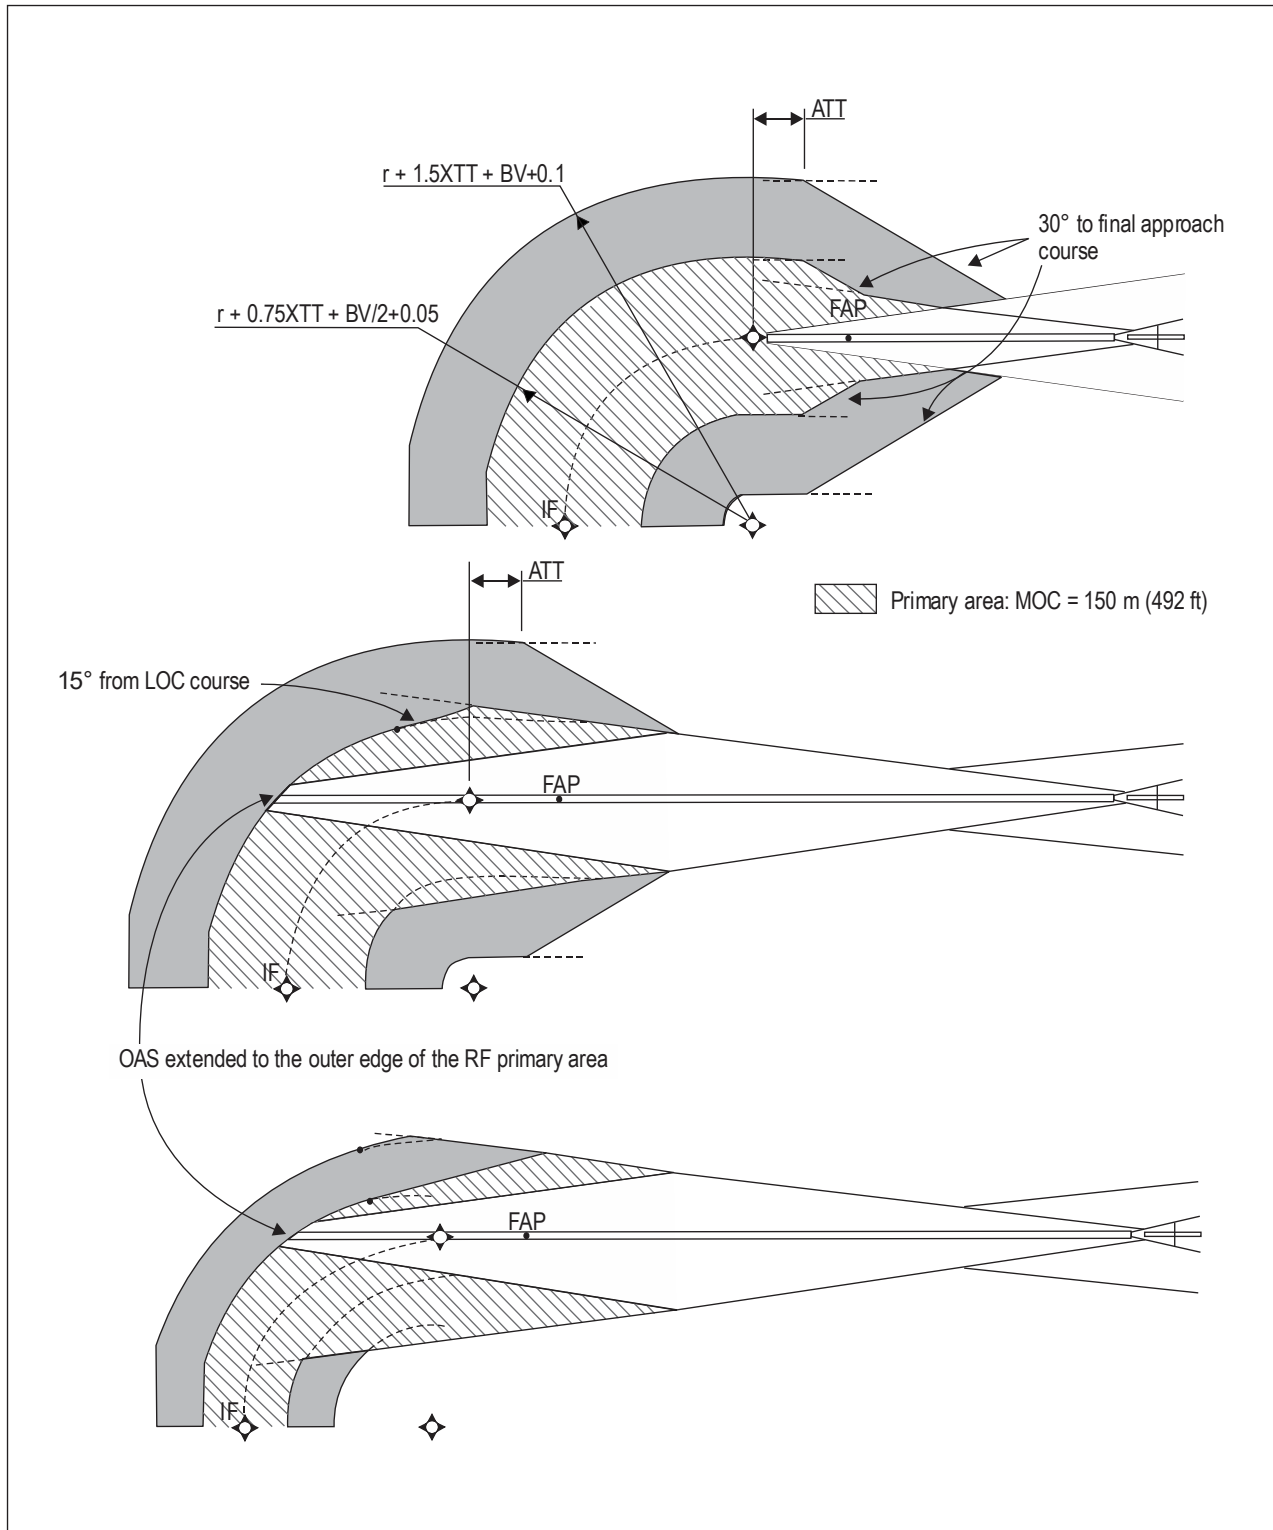 ATT
r + 1.5XTT + BV+0.1
30° to final approach
course
r + 0.75XTT + BV/2+0.05
FAP
IF
ATT
Primary area: MOC = 150 m (492 ft)
15° from LOC course
FAP
IF
OAS extended to the outer edge of the RF primary area
FAP
IF